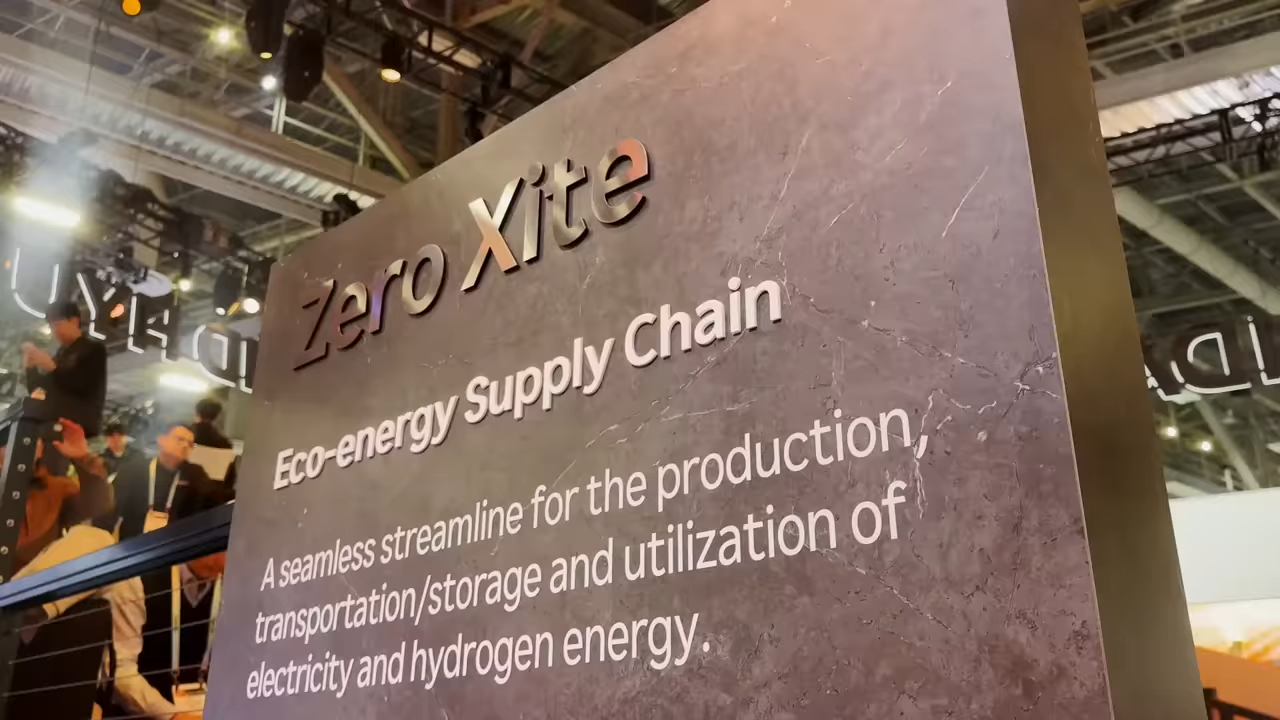 Zero Xite
Eco-energy Supply Chain
A seamless streamline for the production,
transportation/storage and utilization of
electricity and hydrogen energy.